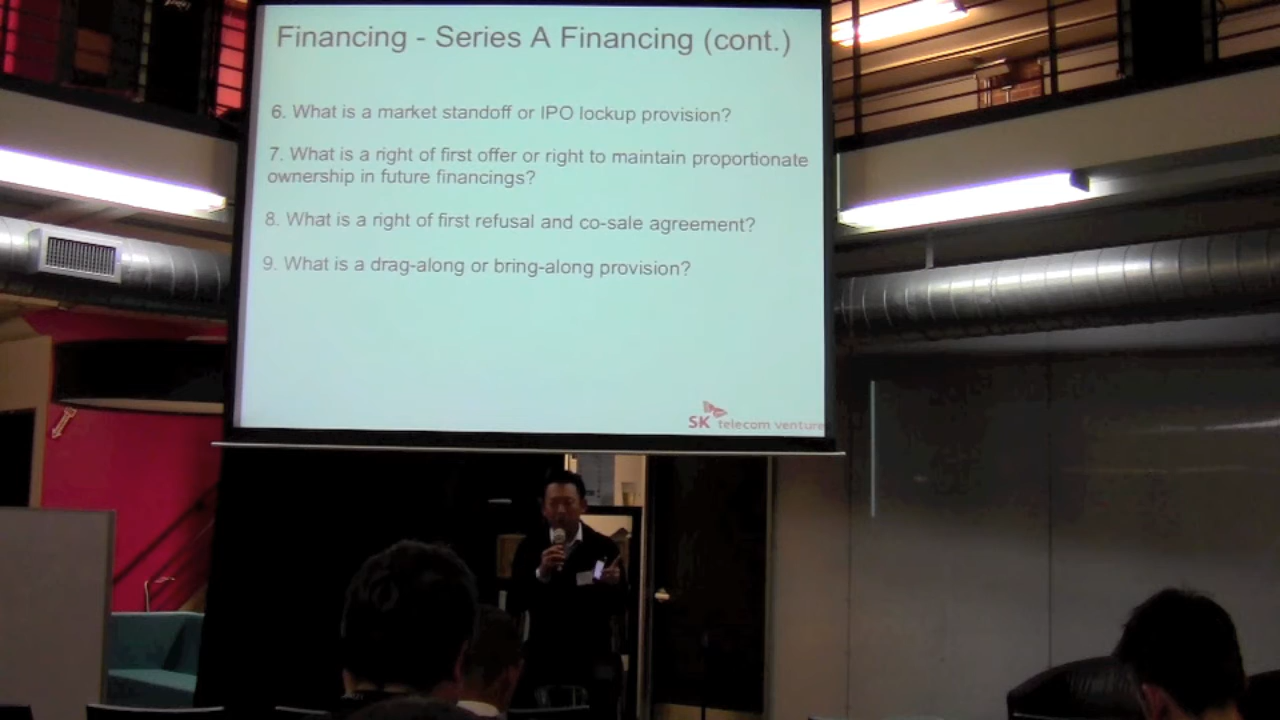 Financing - Series A Financing (cont.)
6. What is a market standoff or IPO lockup provision?
7. What is a right of first offer or right to maintain proportionate
ownership in future financings?
8. What is a right of first refusal and co-sale agreement?
9. What is a drag-along or bring-along provision?
SK telecom venture